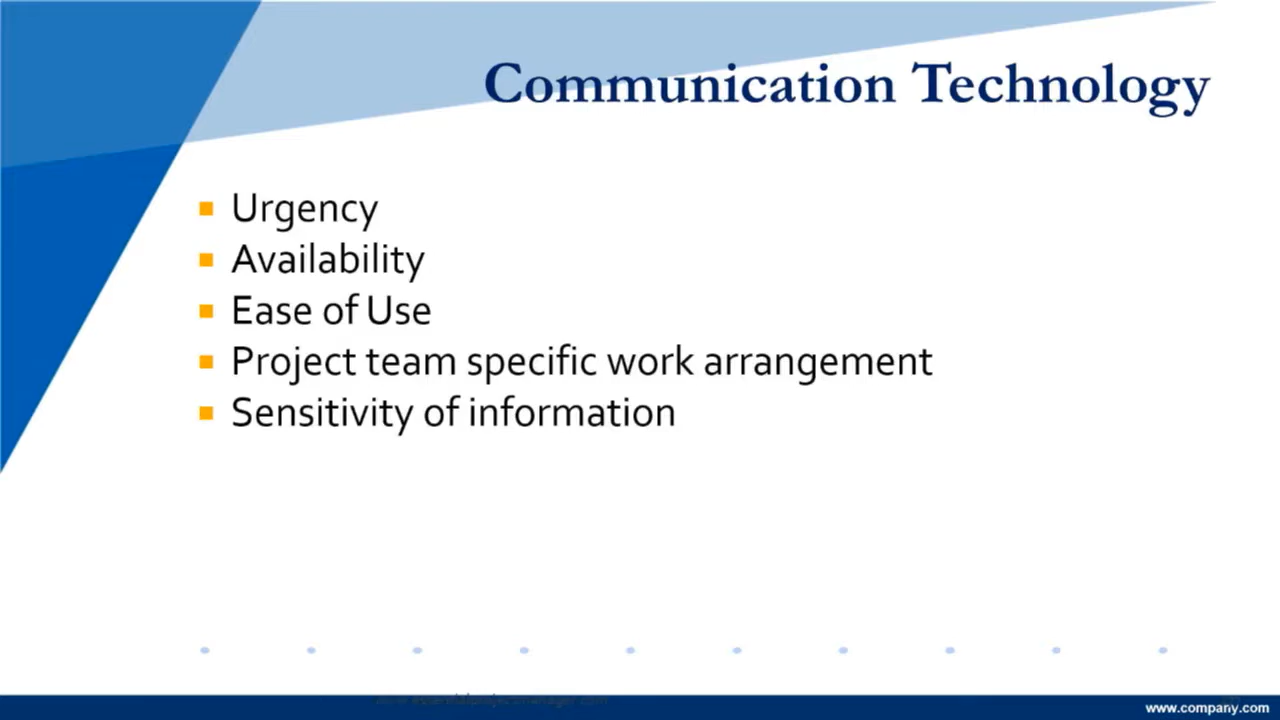 Communication Technology
Urgency
Availability
Ease of Use
Project team specific work arrangement
Sensitivity of information
www.company.com